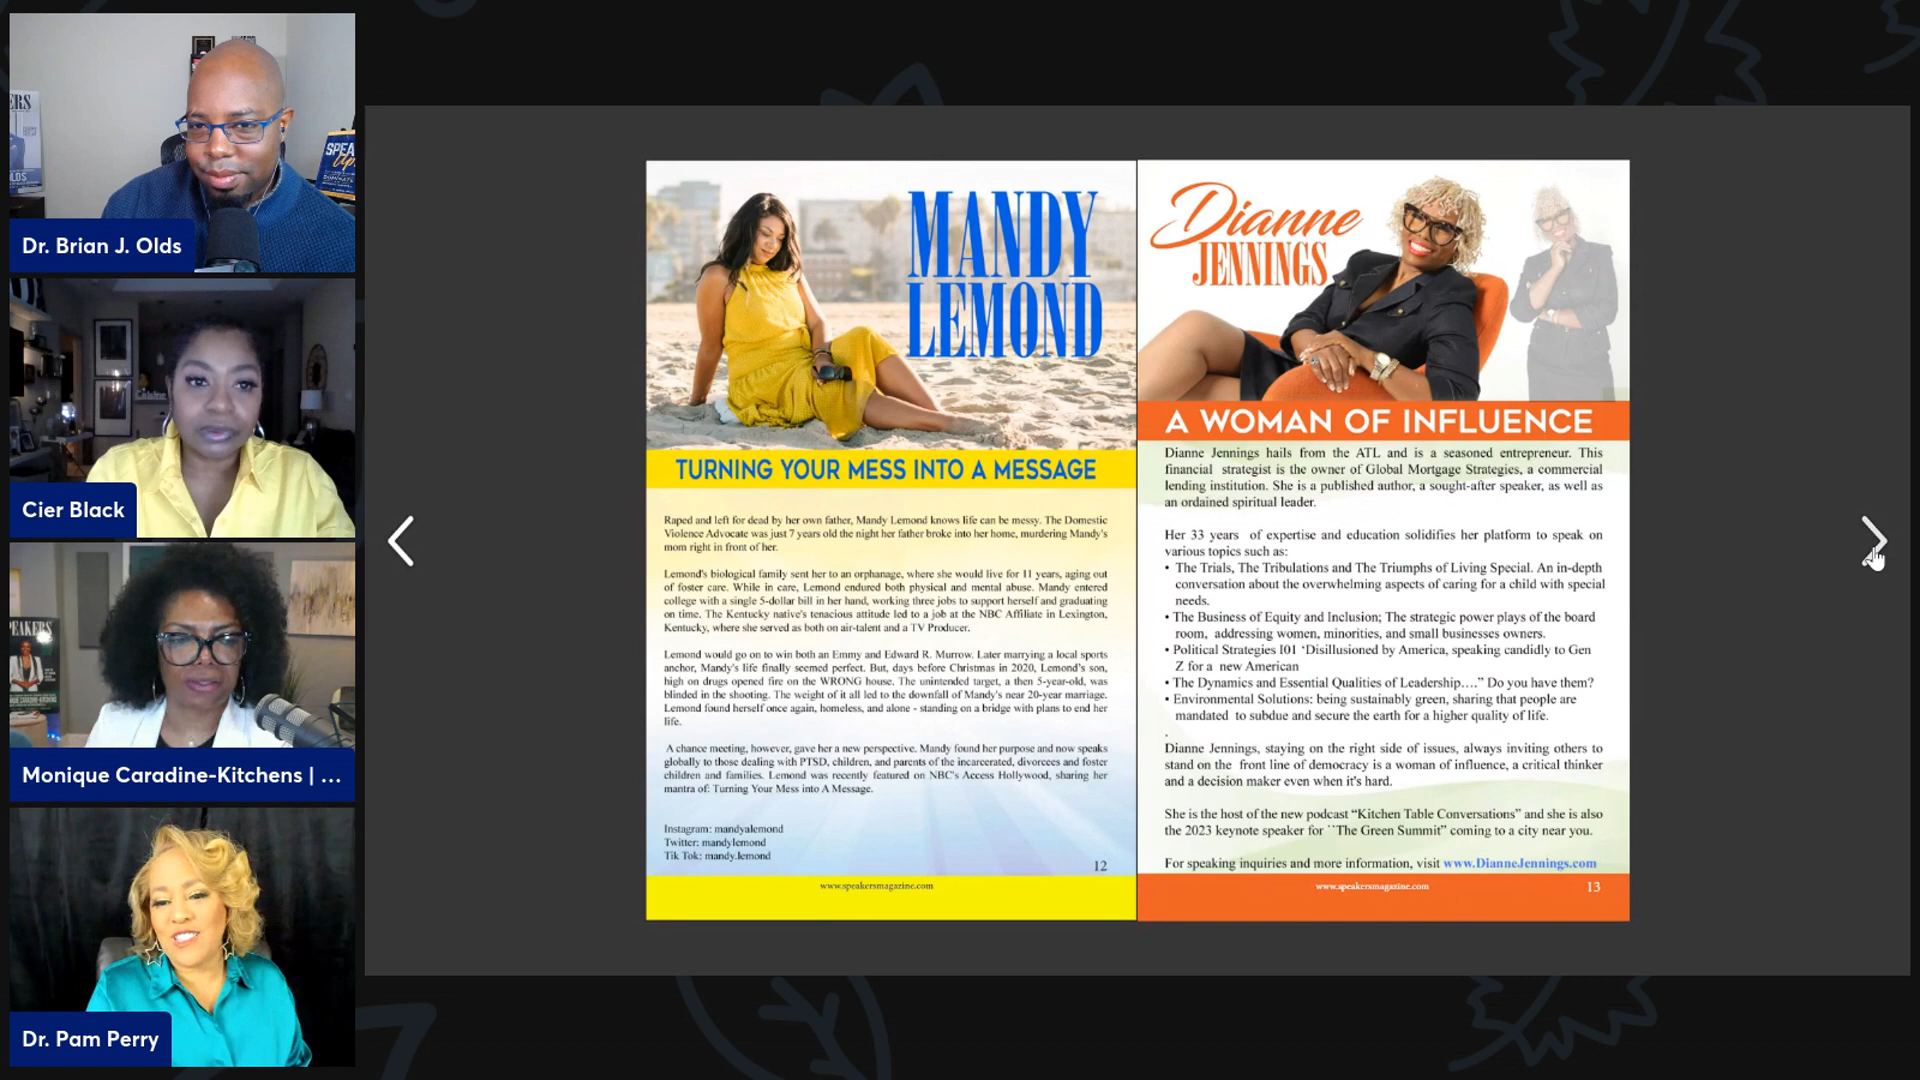 ERS
SPEA
Up
Dr. Brian J. Olds
Cier Black
PEAKERS
Monique Caradine-Kitchens | ...
Dr. Pam Perry
MANDY
LEMOND
TURNING YOUR MESS INTO A MESSAGE
Raped and left for dead by her own father, Mandy Lemond knows life can be messy. The Domestic
Violence Advocate was just 7 years old the night her father broke into her home, murdering Mandy's
mom right in front of her.
Lemond's biological family sent her to an orphanage, where she would live for 11 years, aging out
of foster care. While in care, Lemond endured both physical and mental abuse. Mandy entered
college with a single 5-dollar bill in her hand, working three jobs to support herself and graduating
on time. The Kentucky native's tenacious attitude led to a job at the NBC Affiliate in Lexington,
Kentucky, where she served as both on air-talent and a TV Producer.
Lemond would go on to win both an Emmy and Edward R. Murrow. Later marrying a local sports
anchor, Mandy's life finally seemed perfect. But, days before Christmas in 2020, Lemond's son,
high on drugs opened fire on the WRONG house. The unintended target, a then 5-year-old, was
blinded in the shooting. The weight of it all led to the downfall of Mandy's near 20-year marriage.
Lemond found herself once again, homeless, and alone - standing on a bridge with plans to end her
life.
A chance meeting, however, gave her a new perspective. Mandy found her purpose and now speaks
globally to those dealing with PTSD, children, and parents of the incarcerated, divorcees and foster
children and families. Lemond was recently featured on NBC's Access Hollywood, sharing her
mantra of: Turning Your Mess into A Message.
Instagram: mandyalemond
Twitter: mandylemond
Tik Tok: mandy.lemond
12
www.speakersmagazine.com
Dianne
JENNINGS
A WOMAN OF INFLUENCE
Dianne Jennings hails from the ATL and is a seasoned entrepreneur. This
financial strategist is the owner of Global Mortgage Strategies, a commercial
lending institution. She is a published author, a sought-after speaker, as well as
an ordained spiritual leader.
Her 33 years of expertise and education solidifies her platform to speak on
various topics such as:
• The Trials, The Tribulations and The Triumphs of Living Special. An in-depth
conversation about the overwhelming aspects of caring for a child with special
needs.
• The Business of Equity and Inclusion; The strategic power plays of the board
room, addressing women, minorities, and small businesses owners.
• Political Strategies 101 ‘Disillusioned by America, speaking candidly to Gen
Z for a new American
• The Dynamics and Essential Qualities of Leadership….” Do you have them?
• Environmental Solutions: being sustainably green, sharing that people are
mandated to subdue and secure the earth for a higher quality of life.
.
Dianne Jennings, staying on the right side of issues, always inviting others to
stand on the front line of democracy is a woman of influence, a critical thinker
and a decision maker even when it's hard.
She is the host of the new podcast “Kitchen Table Conversations” and she is also
the 2023 keynote speaker for ``The Green Summit” coming to a city near you.
For speaking inquiries and more information, visit www.DianneJennings.com
www.speakersmagazine.com
13